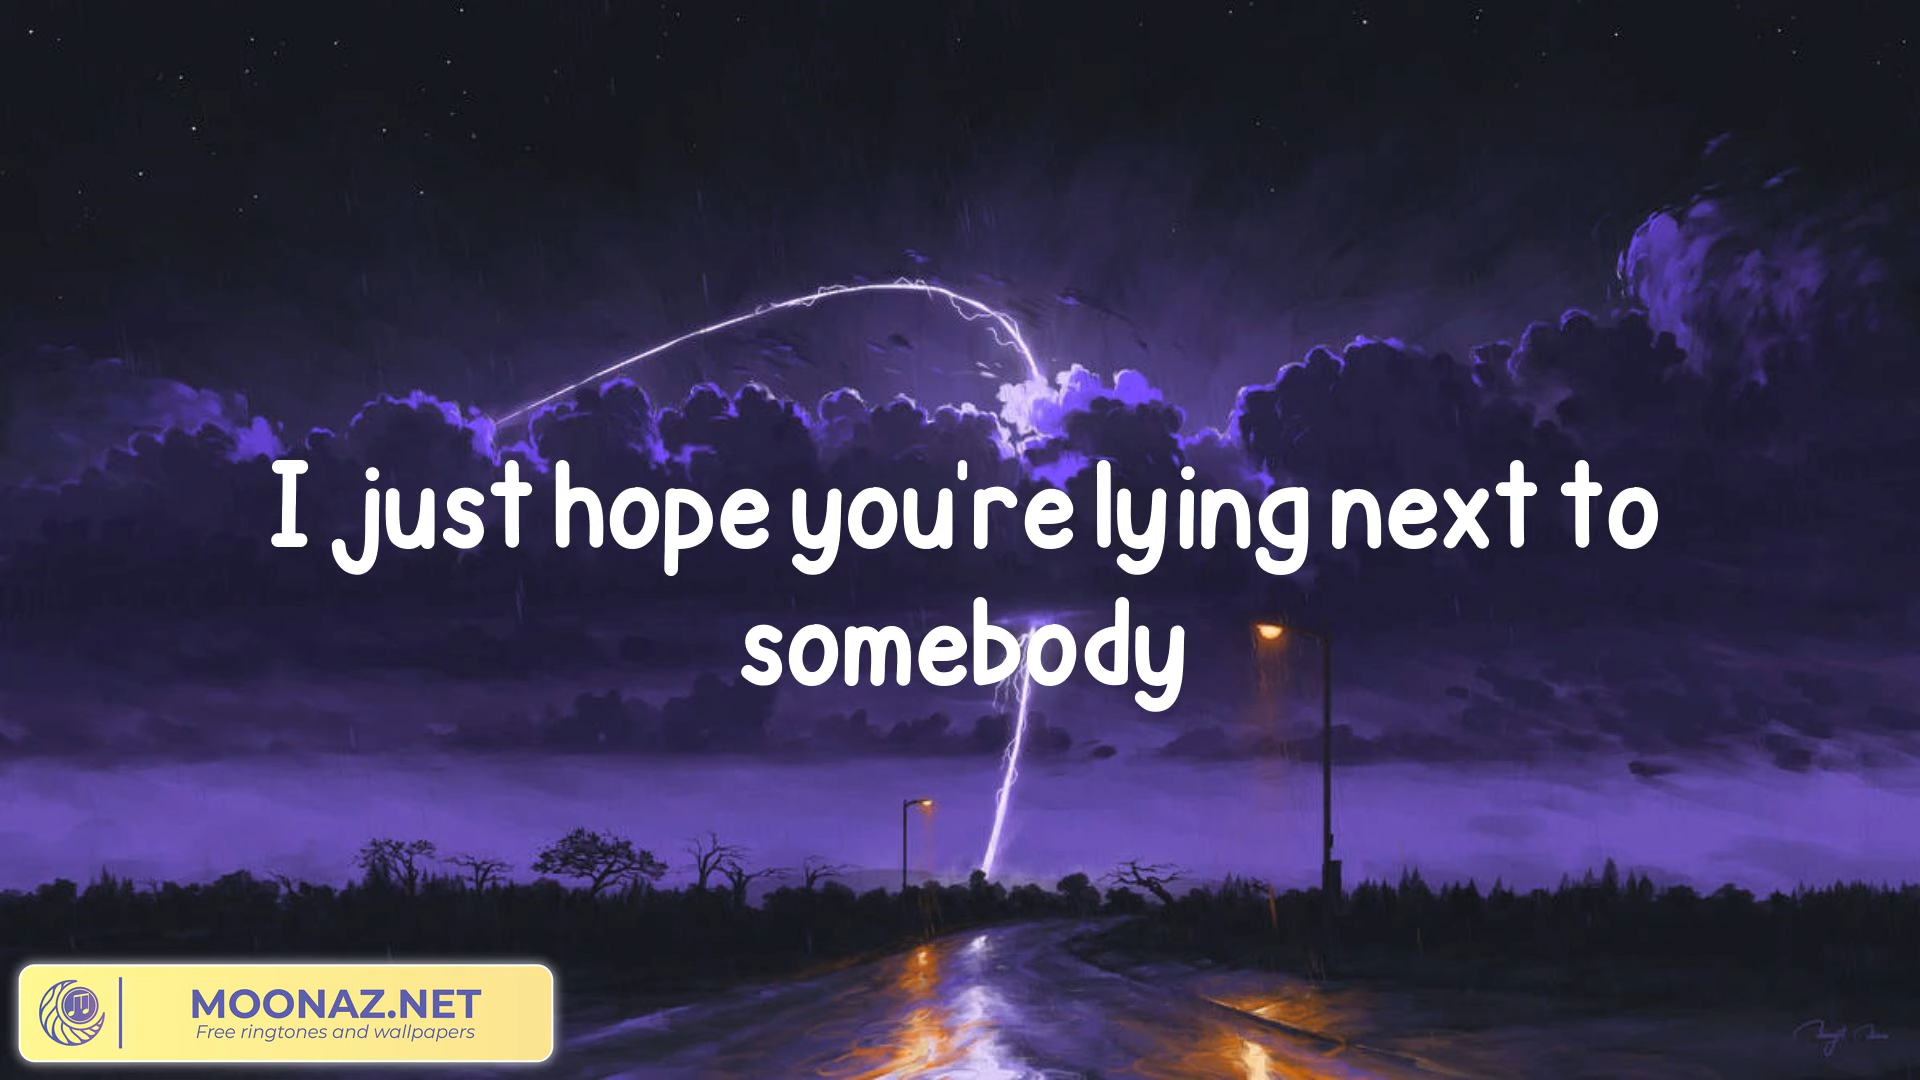 I just hope you're lying next to
somebody
MOONAZ.NET
Free ringtones and wallpapers